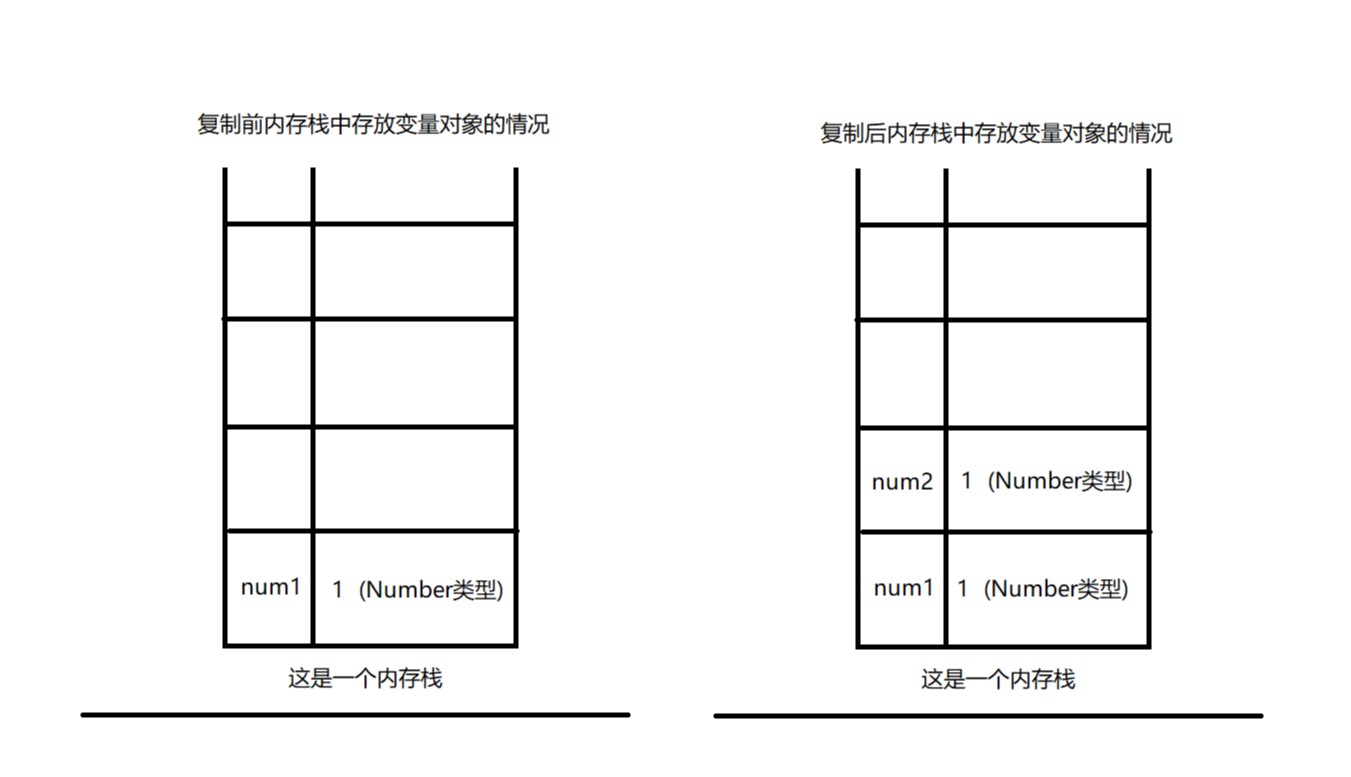 复制前内存栈中存放变量对象的情况
num1 1 (Number类型)
这是一个内存栈
复制后内存栈中存放变量对象的情况
num2 1 (Number类型)
num1 1 (Number类型)
这是一个内存栈